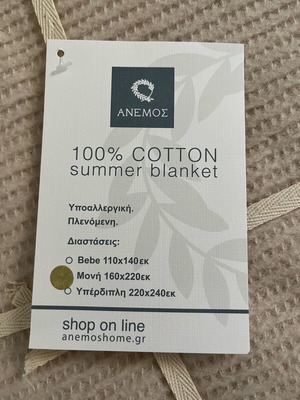 ΑΝΕΜΟΣ
100% COTTON
summer blanket
Υποαλλεργική.
Πλενόμενη.
Διαστάσεις:
Bebe 110x140εκ
Μονή 160x220εκ
Υπέρδιπλη 220x240εκ
shop on line
anemoshome.gr